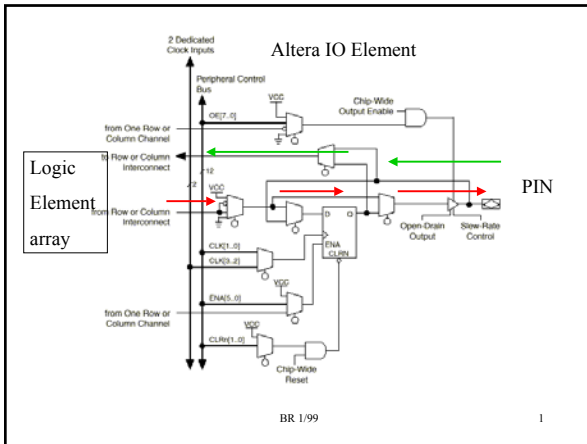 2 Dedicated
Clock Inputs
Altera IO Element
Peripheral Control
Bus
VCC
OE[7..0]
Chip-Wide
Output Enable
from One Row or
Column Channel
to Row or Column
Interconnect
12
2
VCC
Logic
Element
array
PIN
from Row or Column
Interconnect
D
Q
ENA
CLRN
Open-Drain
Output
Slew-Rate
Control
CLK[1..0]
CLK[3..2]
VCC
ENA[5..0]
from One Row or
Column Channel
VCC
CLRn[1..0]
Chip-Wide
Reset
BR 1/99
1